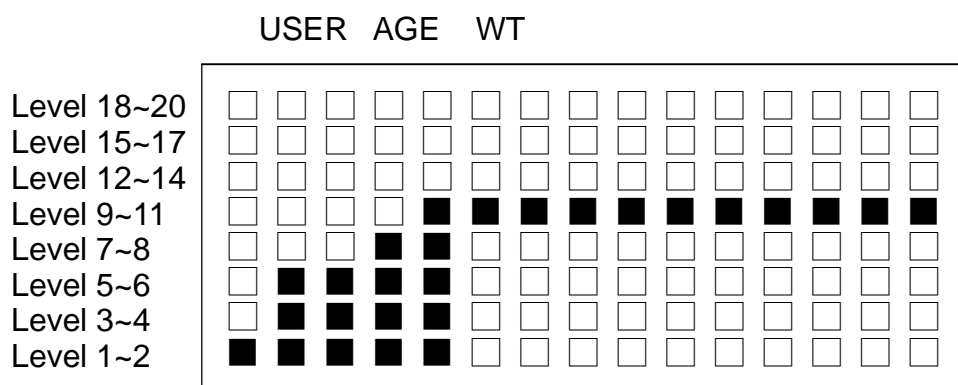 USER AGE WT
Level 18~20
Level 15~17
Level 12~14
Level 9~11
Level 7~8
Level 5~6
Level 3~4
Level 1~2